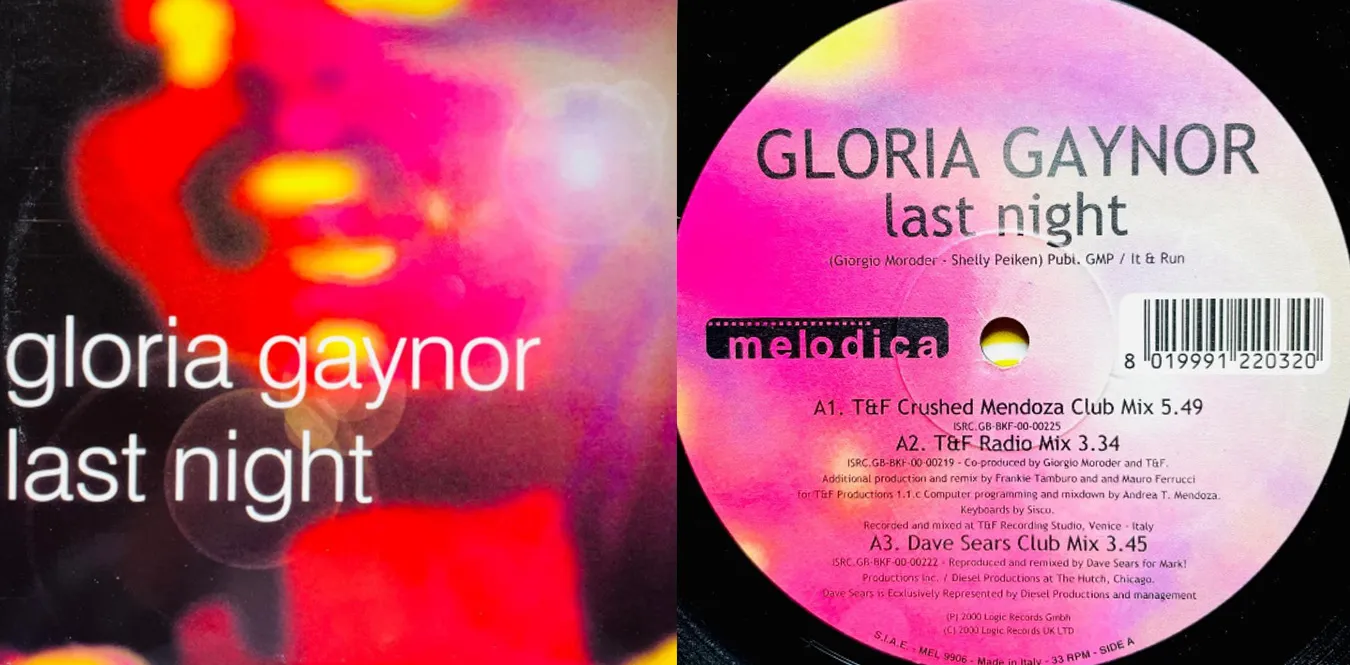 gloria gaynor
last night
GLORIA GAYNOR
last night
(Giorgio Moroder - Shelly Peiken) Publ. GMP / It & Run
melodica
8 019991 220320
A1. T&F Crushed Mendoza Club Mix 5.49
ISRC.GB-BKF-00-00225
A2. T&F Radio Mix 3.34
ISRC.GB-BKF-00-00219 - Co-produced by Giorgio Moroder and T&F.
Additional production and remix by Frankie Tamburo and and Mauro Ferrucci
for T&F Productions 1.1.c Computer programming and mixdown by Andrea T. Mendoza.
Keyboards by Sisco.
Recorded and mixed at T&F Recording Studio, Venice - Italy
A3. Dave Sears Club Mix 3.45
ISRC.GB-BKF-00-00222 - Reproduced and remixed by Dave Sears for Mark!
Productions Inc. / Diesel Productions at The Hutch, Chicago.
Dave Sears is Ecxlusively Represented by Diesel Productions and management
(P) 2000 Logic Records Gmbh
(C) 2000 Logic Records UK LTD
S.I.A.E. - MEL 9906 - Made in Italy - 33 RPM - SIDE A